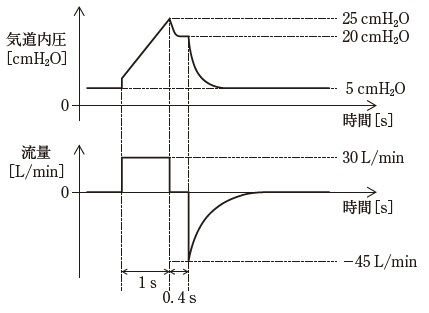 25 cmH₂O
気道内圧
[cmH₂O]
20 cmH₂O
5 cmH₂O
0
時間[s]
流量
[L/min]
30 L/min
0
時間[s]
−45 L/min
1 s
0.4 s